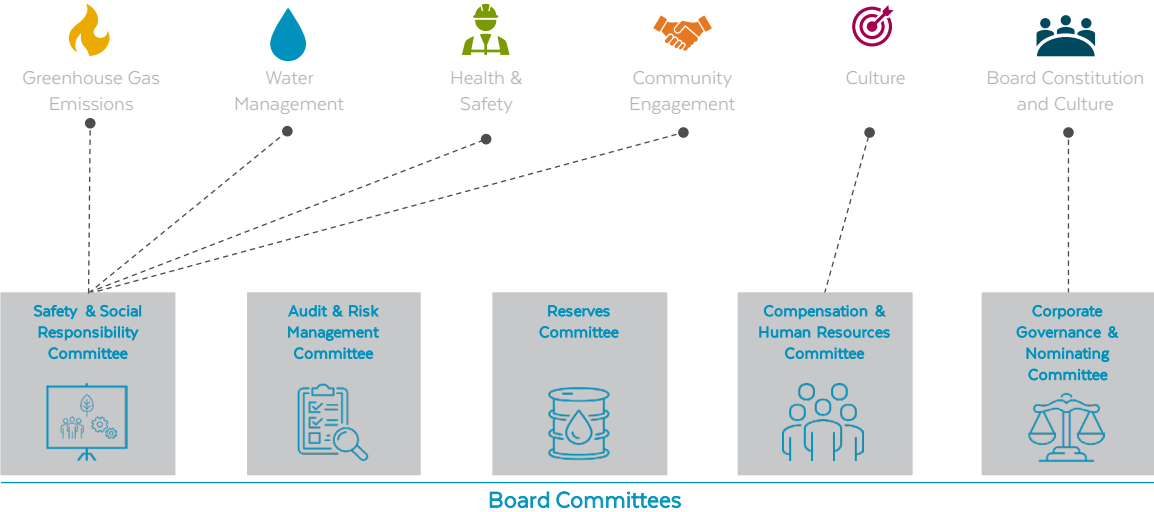 Greenhouse Gas
Emissions
Water
Management
Health &
Safety
Community
Engagement
Culture
Board Constitution
and Culture
Safety & Social
Responsibility
Committee
Audit & Risk
Management
Committee
Reserves
Committee
Compensation &
Human Resources
Committee
Corporate
Governance &
Nominating
Committee
Board Committees